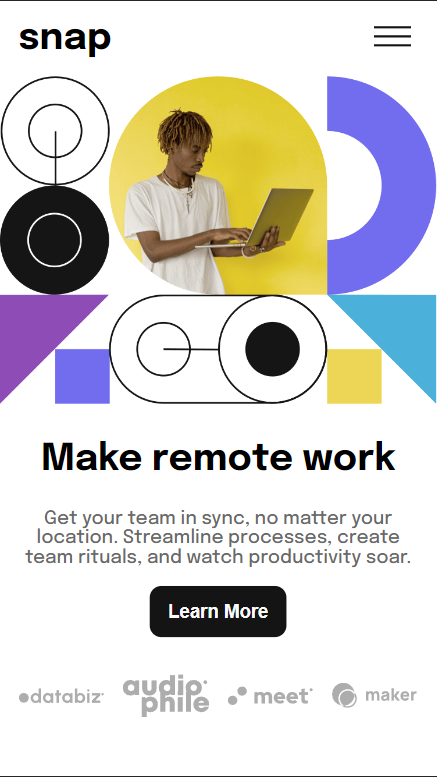 snap
Make remote work
Get your team in sync, no matter your
location. Streamline processes, create
team rituals, and watch productivity soar.
Learn More
databiz
audio
phile
meet
maker